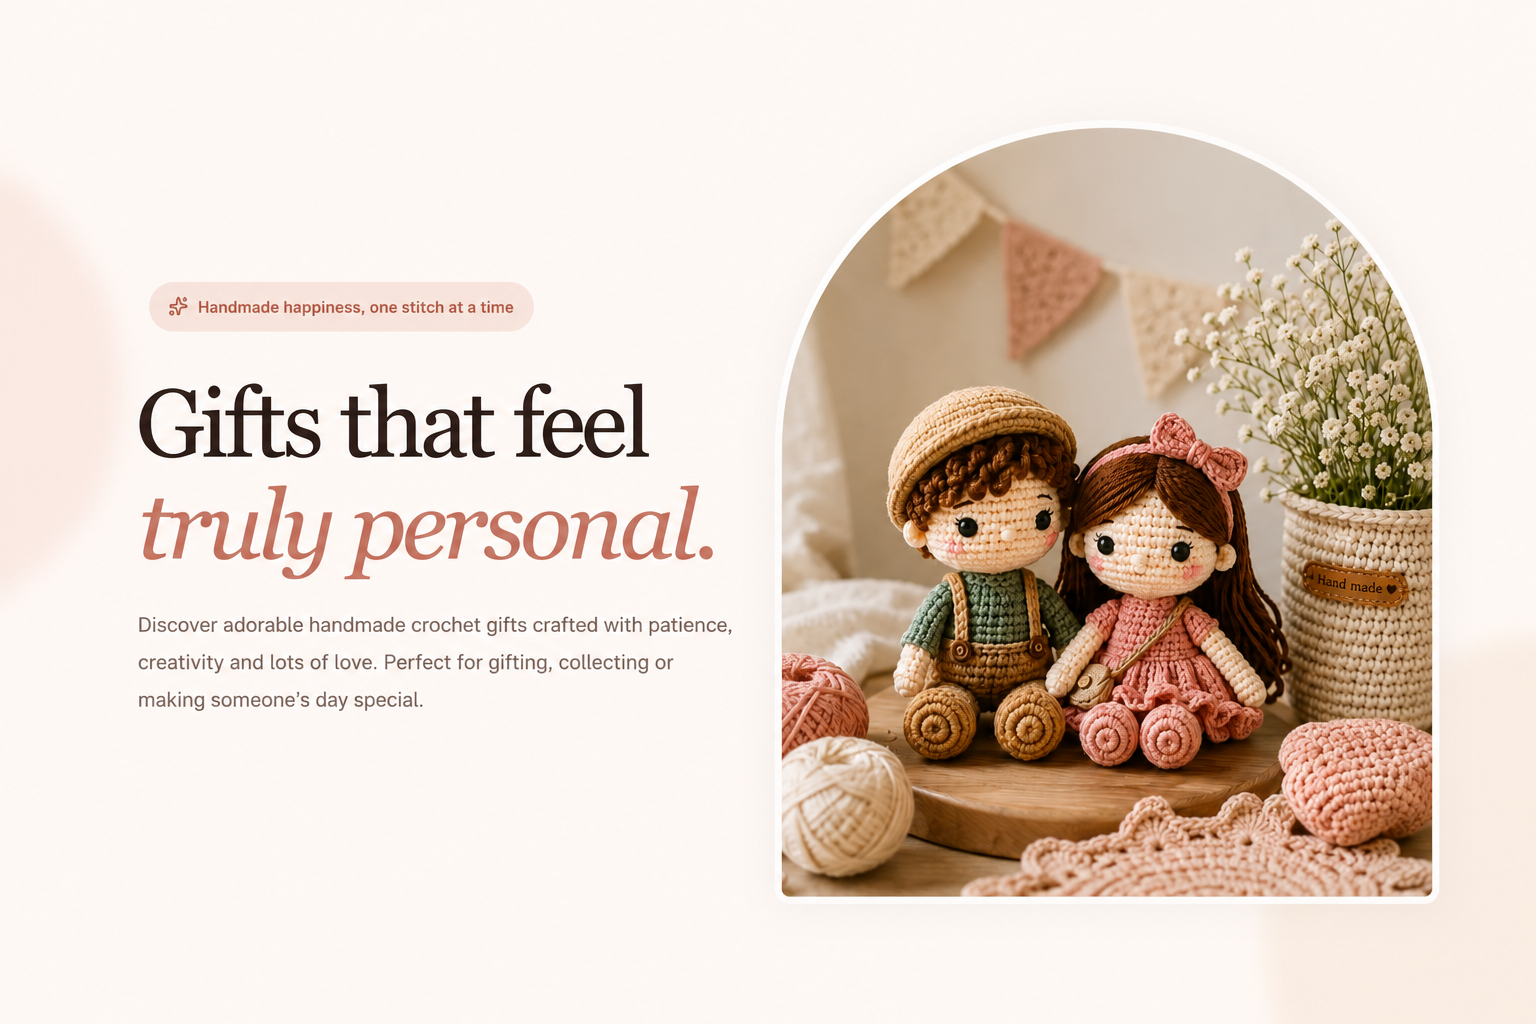 Handmade happiness, one stitch at a time
Gifts that feel
truly personal.
Discover adorable handmade crochet gifts crafted with patience,
creativity and lots of love. Perfect for gifting, collecting or
making someone’s day special.
Hand made ♥